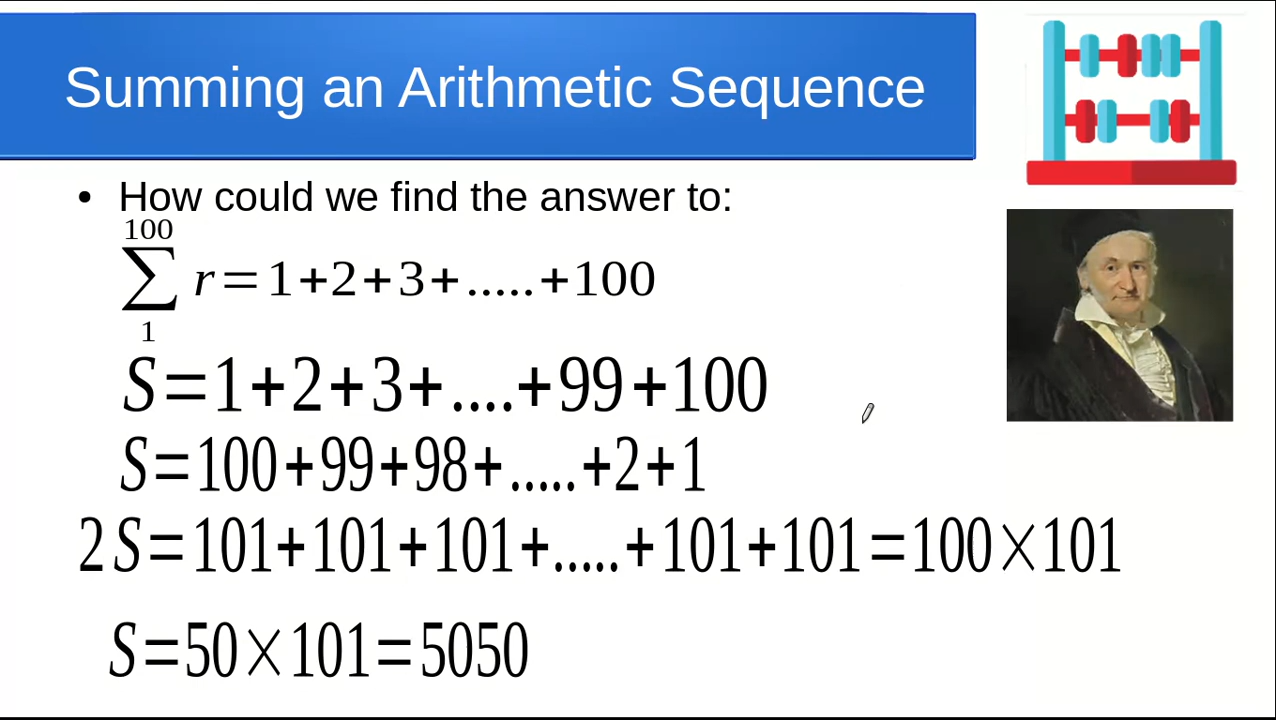 Summing an Arithmetic Sequence
• How could we find the answer to:
100
∑ r=1+2+3+.....+100
1
S=1+2+3+....+99+100
S=100+99+98+.....+2+1
2S=101+101+101+.....+101+101=100×101
S=50×101=5050